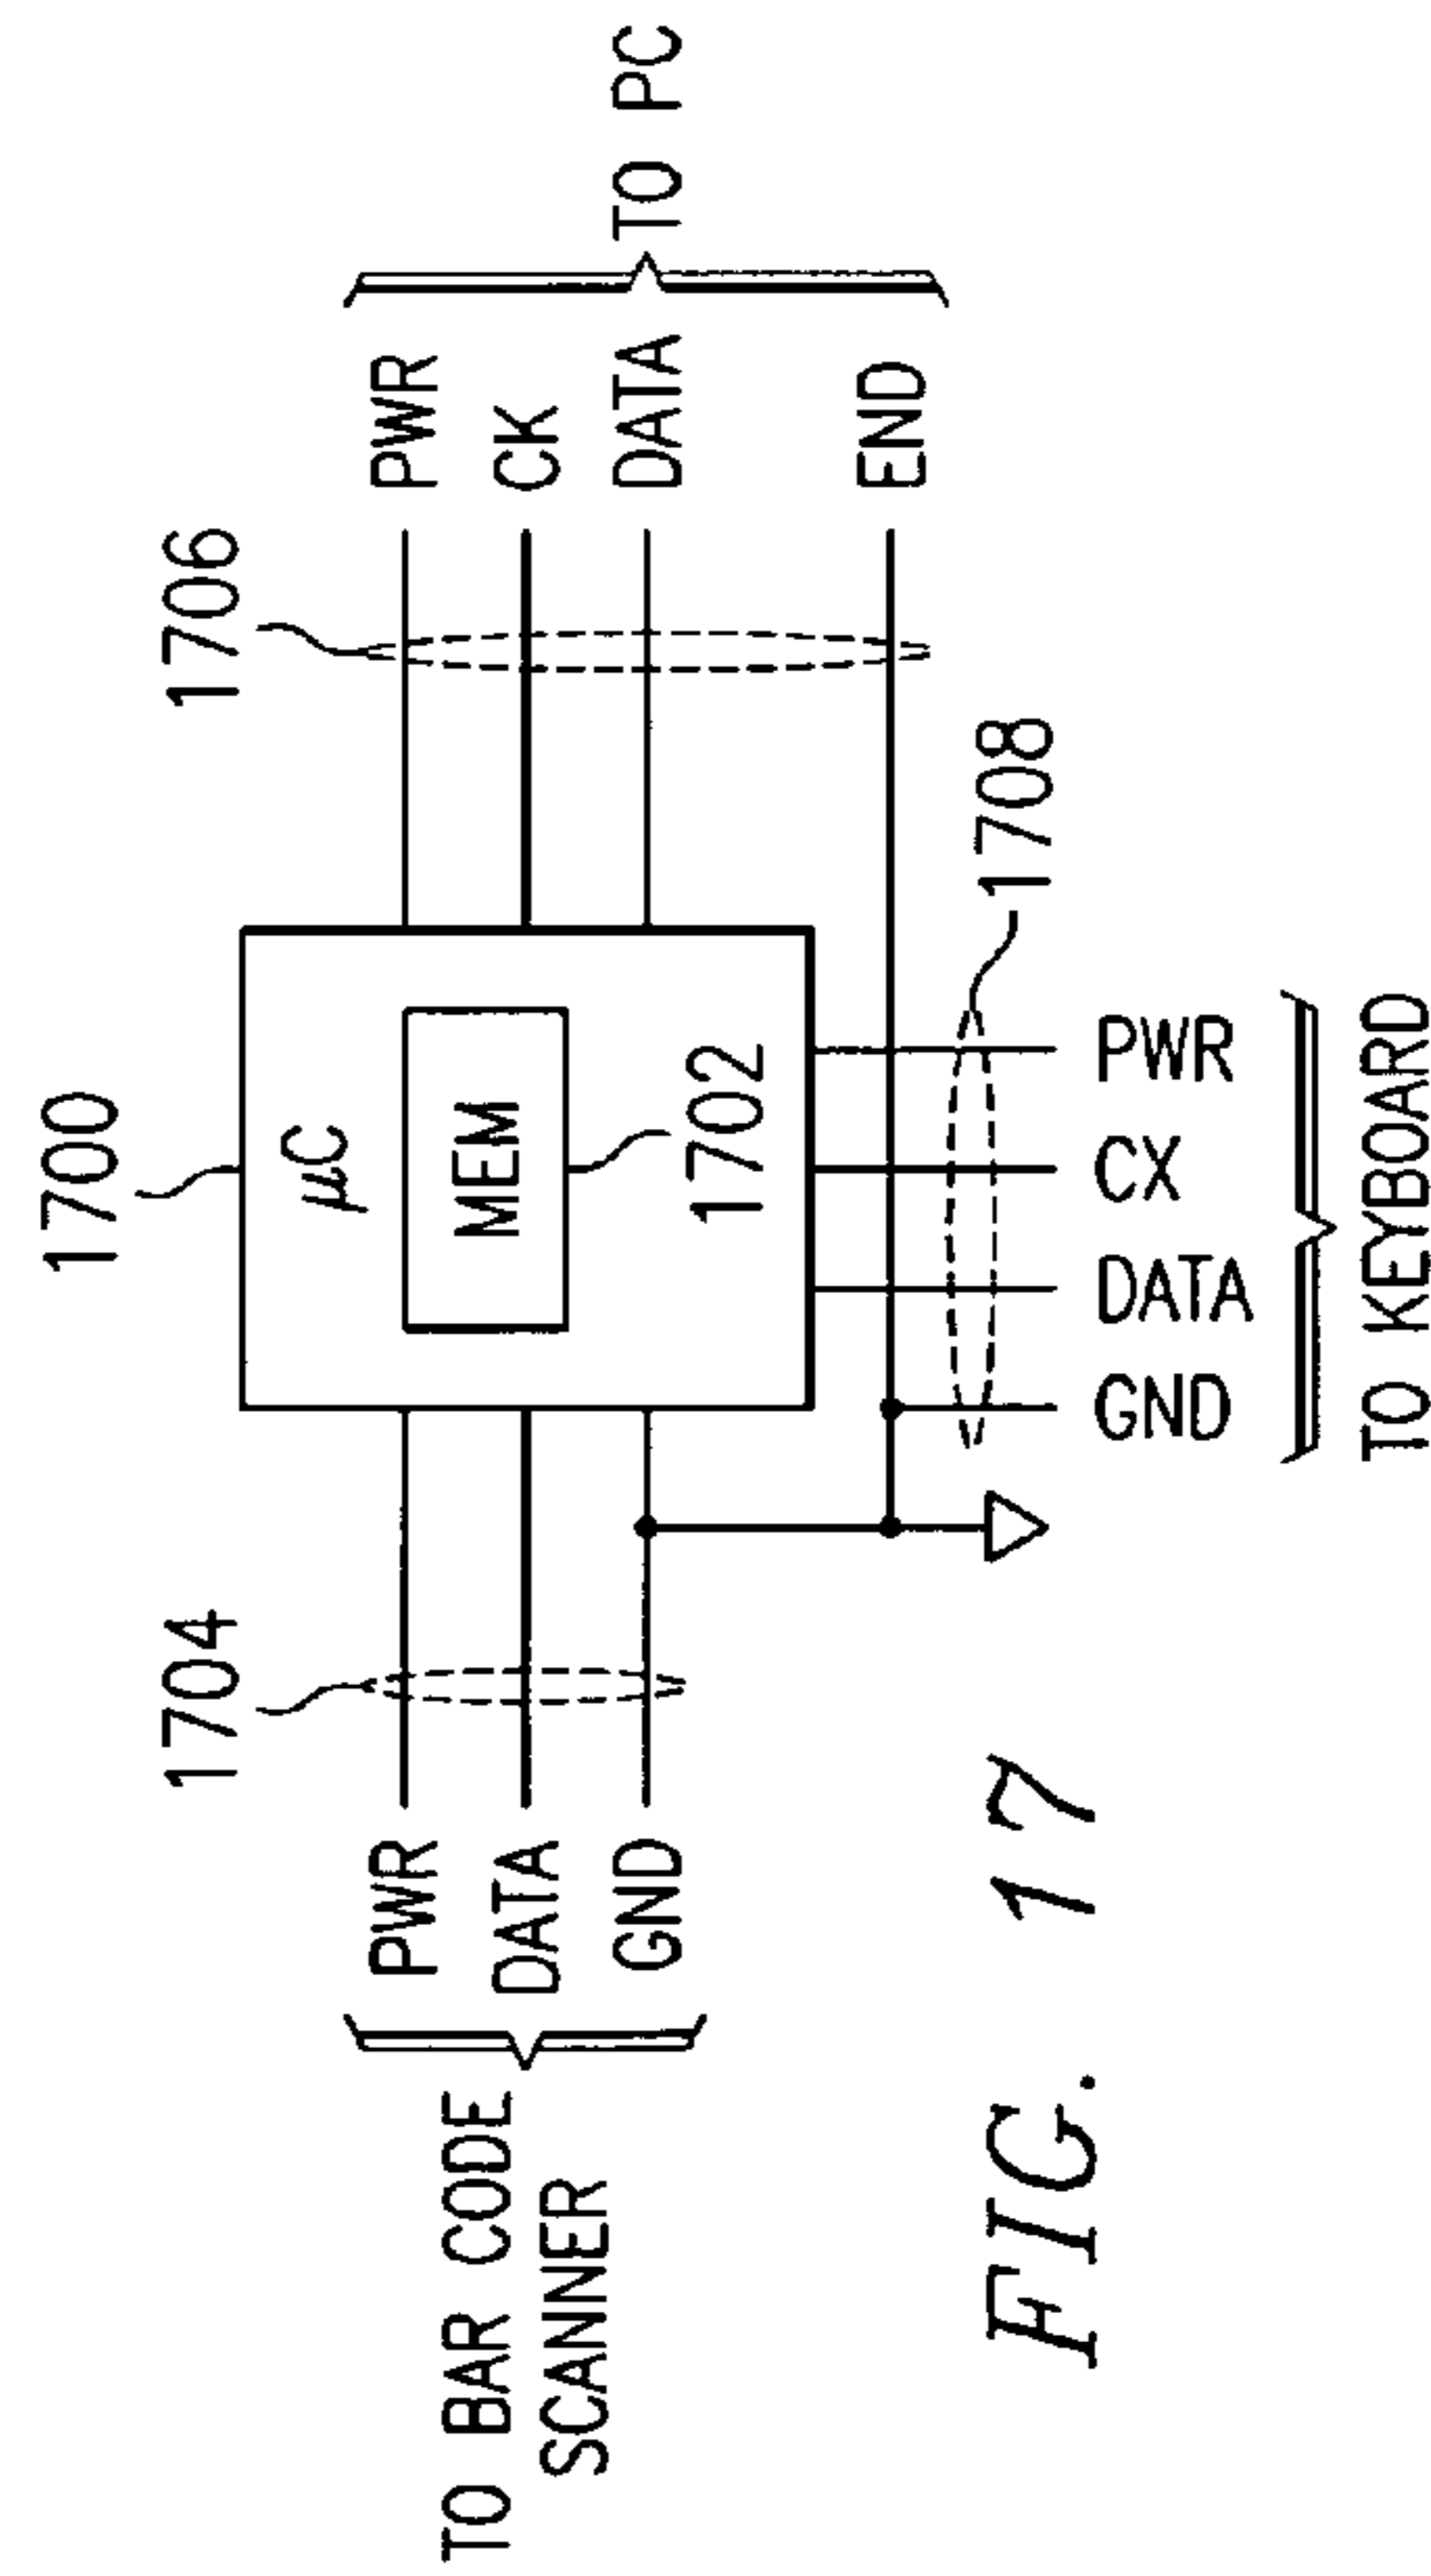 1700
1704
1706
µC
MEM
1702
PWR
DATA
GND
TO BAR CODE
SCANNER
PWR
CK
DATA
END
TO PC
1708
GND
DATA
CX
PWR
TO KEYBOARD
FIG. 17